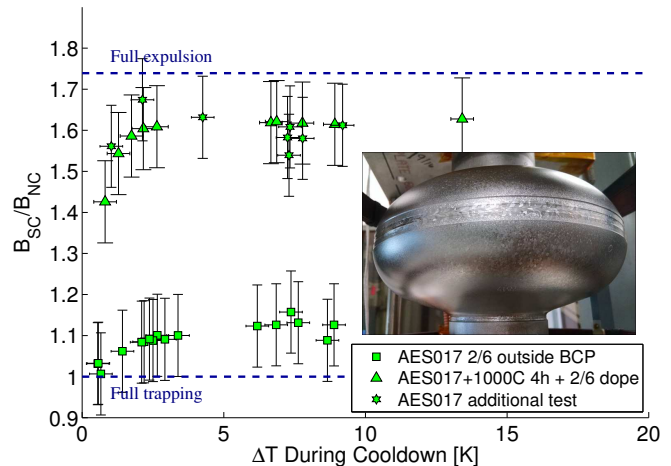 Full expulsion
1.8
1.7
1.6
1.5
1.4
1.3
1.2
1.1
1
0.9
B_SC/B_NC
Full trapping
AES017 2/6 outside BCP
AES017+1000C 4h + 2/6 dope
AES017 additional test
0 5 10 15 20
ΔT During Cooldown [K]